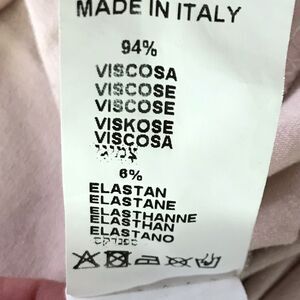 MADE IN ITALY
94%
VISCOSA
VISCOSE
VISCOSE
VISKOSE
VISCOSA
6%
ELASTAN
ELASTANE
ELASTHANNE
ELASTHAN
ELASTANO